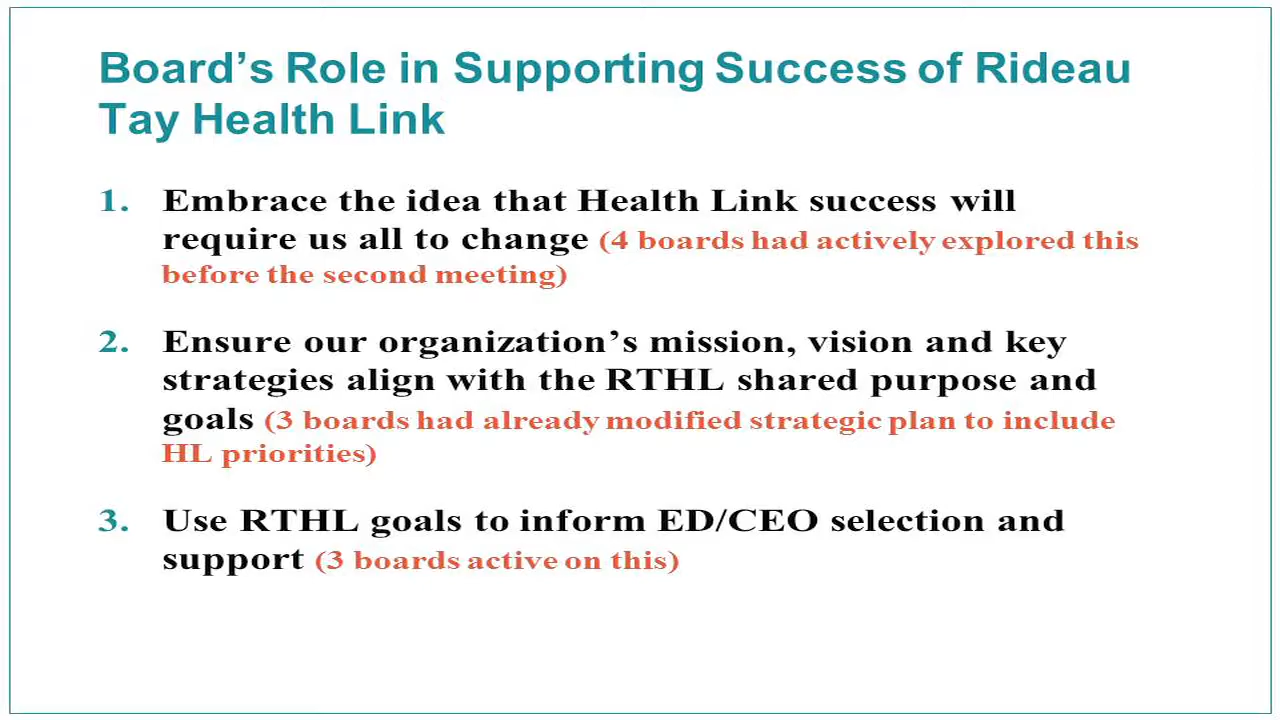 Board’s Role in Supporting Success of Rideau
Tay Health Link
1. Embrace the idea that Health Link success will
require us all to change (4 boards had actively explored this
before the second meeting)
2. Ensure our organization’s mission, vision and key
strategies align with the RTHL shared purpose and
goals (3 boards had already modified strategic plan to include
HL priorities)
3. Use RTHL goals to inform ED/CEO selection and
support (3 boards active on this)